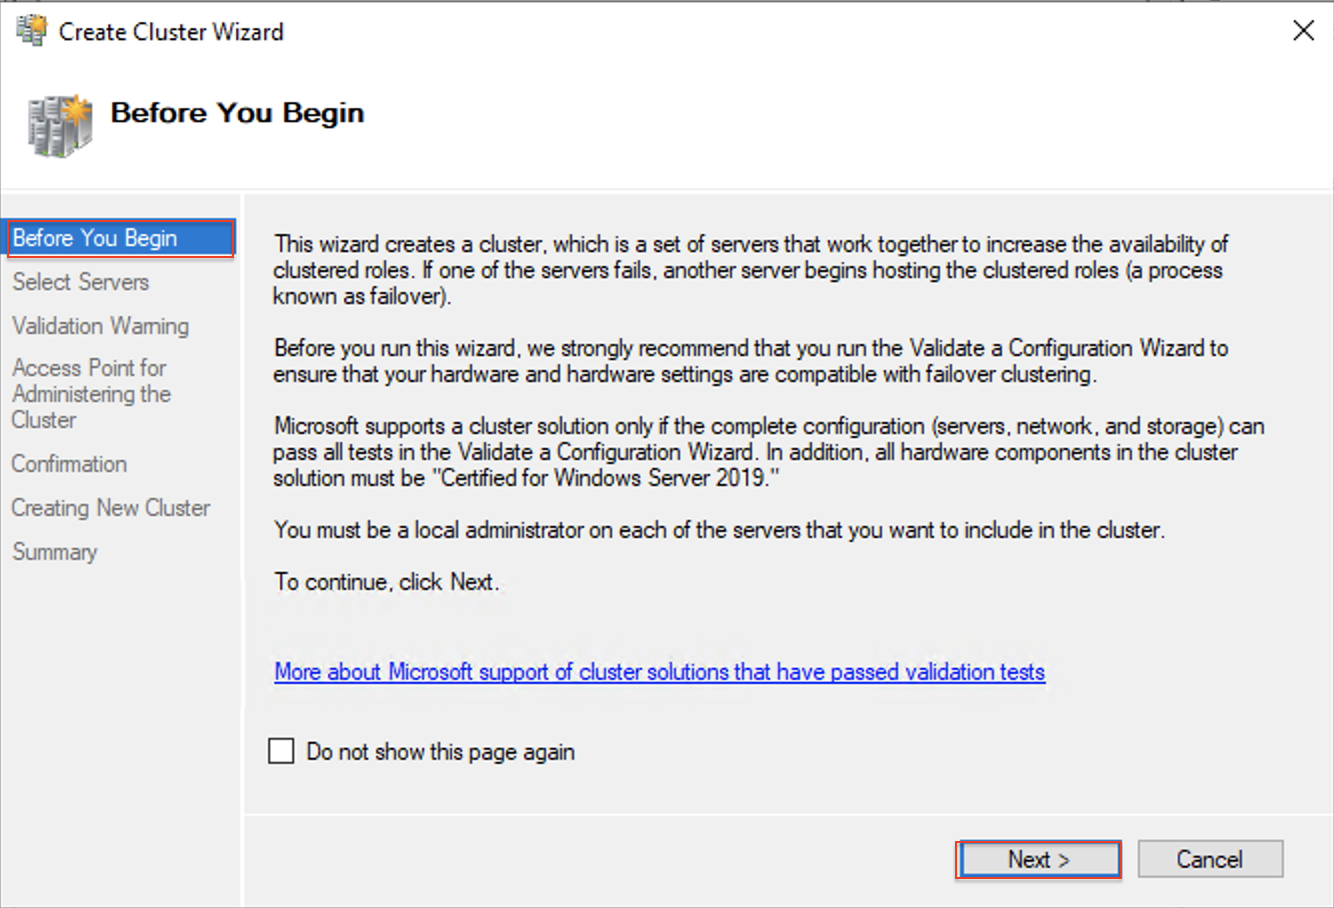 Create Cluster Wizard
Before You Begin
Before You Begin
Select Servers
Validation Warning
Access Point for
Administering the
Cluster
Confirmation
Creating New Cluster
Summary
This wizard creates a cluster, which is a set of servers that work together to increase the availability of
clustered roles. If one of the servers fails, another server begins hosting the clustered roles (a process
known as failover).
Before you run this wizard, we strongly recommend that you run the Validate a Configuration Wizard to
ensure that your hardware and hardware settings are compatible with failover clustering.
Microsoft supports a cluster solution only if the complete configuration (servers, network, and storage) can
pass all tests in the Validate a Configuration Wizard. In addition, all hardware components in the cluster
solution must be "Certified for Windows Server 2019."
You must be a local administrator on each of the servers that you want to include in the cluster.
To continue, click Next.
More about Microsoft support of cluster solutions that have passed validation tests
Do not show this page again
Next >
Cancel